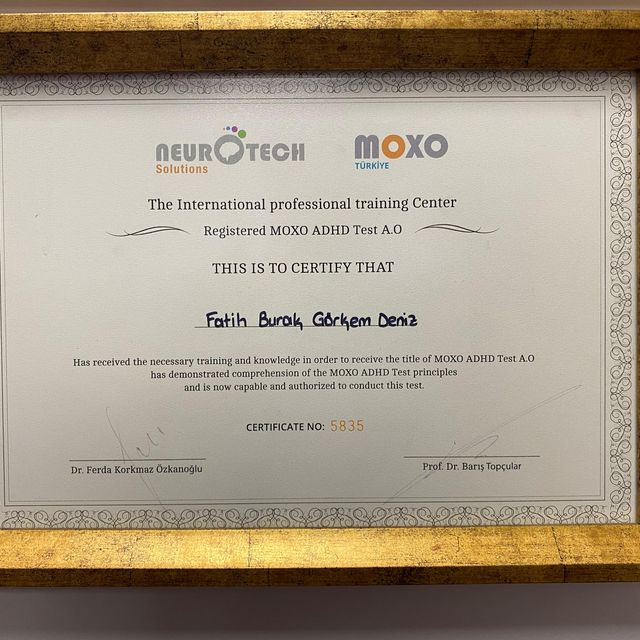 NEUROTECH
Solutions
MOXO
TÜRKİYE
The International professional training Center
Registered MOXO ADHD Test A.O
THIS IS TO CERTIFY THAT
Fatih Burak Görkem Deniz
Has received the necessary training and knowledge in order to receive the title of MOXO ADHD Test A.O
has demonstrated comprehension of the MOXO ADHD Test principles
and is now capable and authorized to conduct this test.
CERTIFICATE NO: 5835
Dr. Ferda Korkmaz Özkanoğlu
Prof. Dr. Barış Topçular